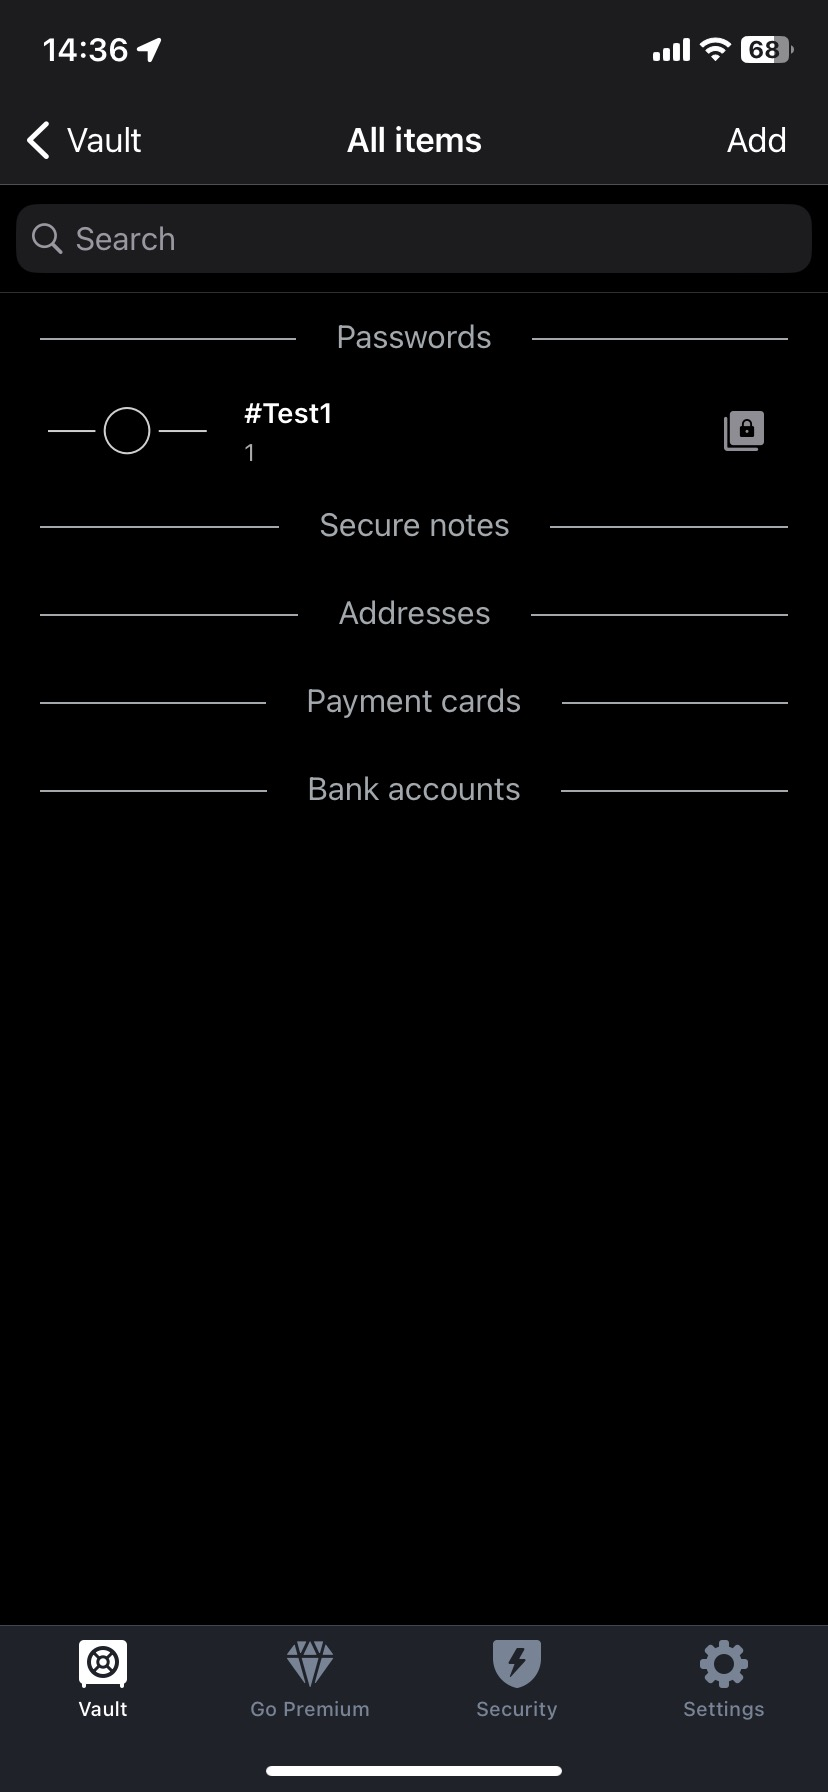 14:36
68
Vault
All items
Add
Search
Passwords
#Test1
1
Secure notes
Addresses
Payment cards
Bank accounts
Vault
Go Premium
Security
Settings